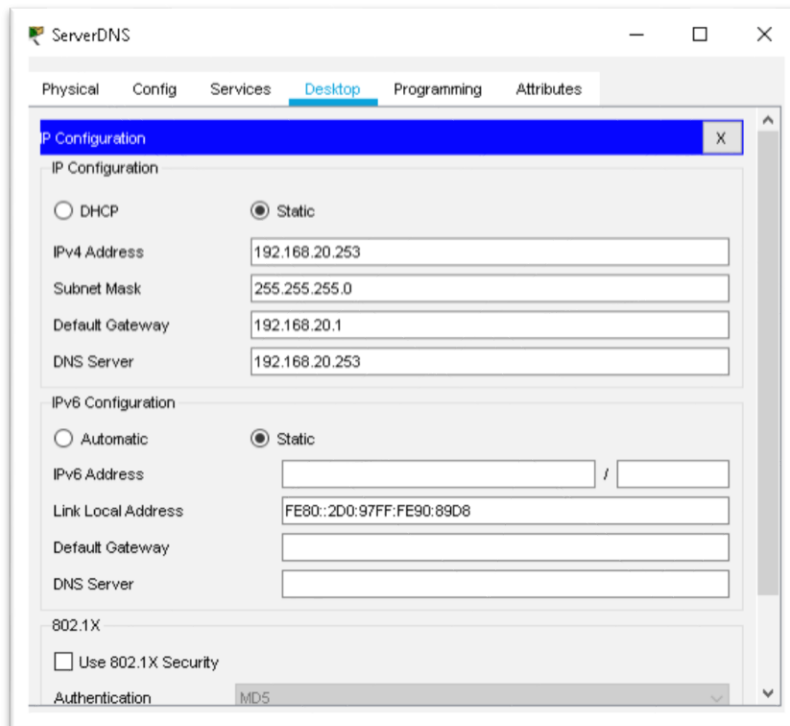 ServerDNS
Physical Config Services Desktop Programming Attributes
IP Configuration X
IP Configuration
DHCP Static
IPv4 Address 192.168.20.253
Subnet Mask 255.255.255.0
Default Gateway 192.168.20.1
DNS Server 192.168.20.253
IPv6 Configuration
Automatic Static
IPv6 Address /
Link Local Address FE80::2D0:97FF:FE90:89D8
Default Gateway
DNS Server
802.1X
Use 802.1X Security
Authentication MD5